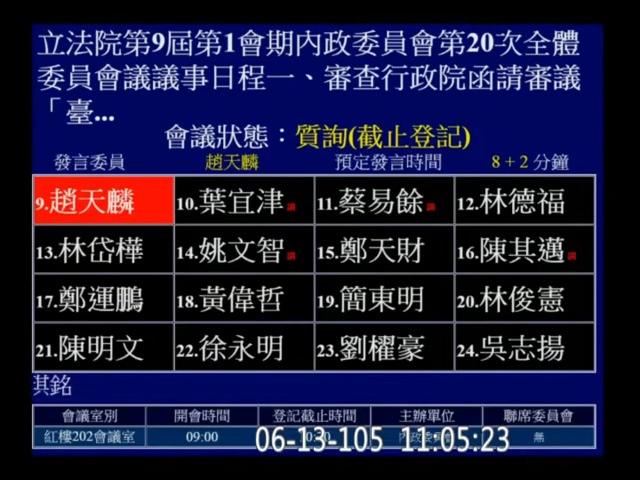 立法院第9屆第1會期內政委員會第20次全體
委員會議議事日程一、審查行政院函請審議
「臺...
會議狀態：質詢(截止登記)
發言委員 趙天麟 預定發言時間 8 + 2 分鐘
9.趙天麟 10.葉宜津 11.蔡易餘 12.林德福
13.林岱樺 14.姚文智 15.鄭天財 16.陳其邁
17.鄭運鵬 18.黃偉哲 19.簡東明 20.林俊憲
21.陳明文 22.徐永明 23.劉櫂豪 24.吳志揚
淇銘
會議室別 開會時間 登記截止時間 主辦單位 聯席委員會
紅樓202會議室 09:00 內政委員會 無
06-13-105 11:05:23